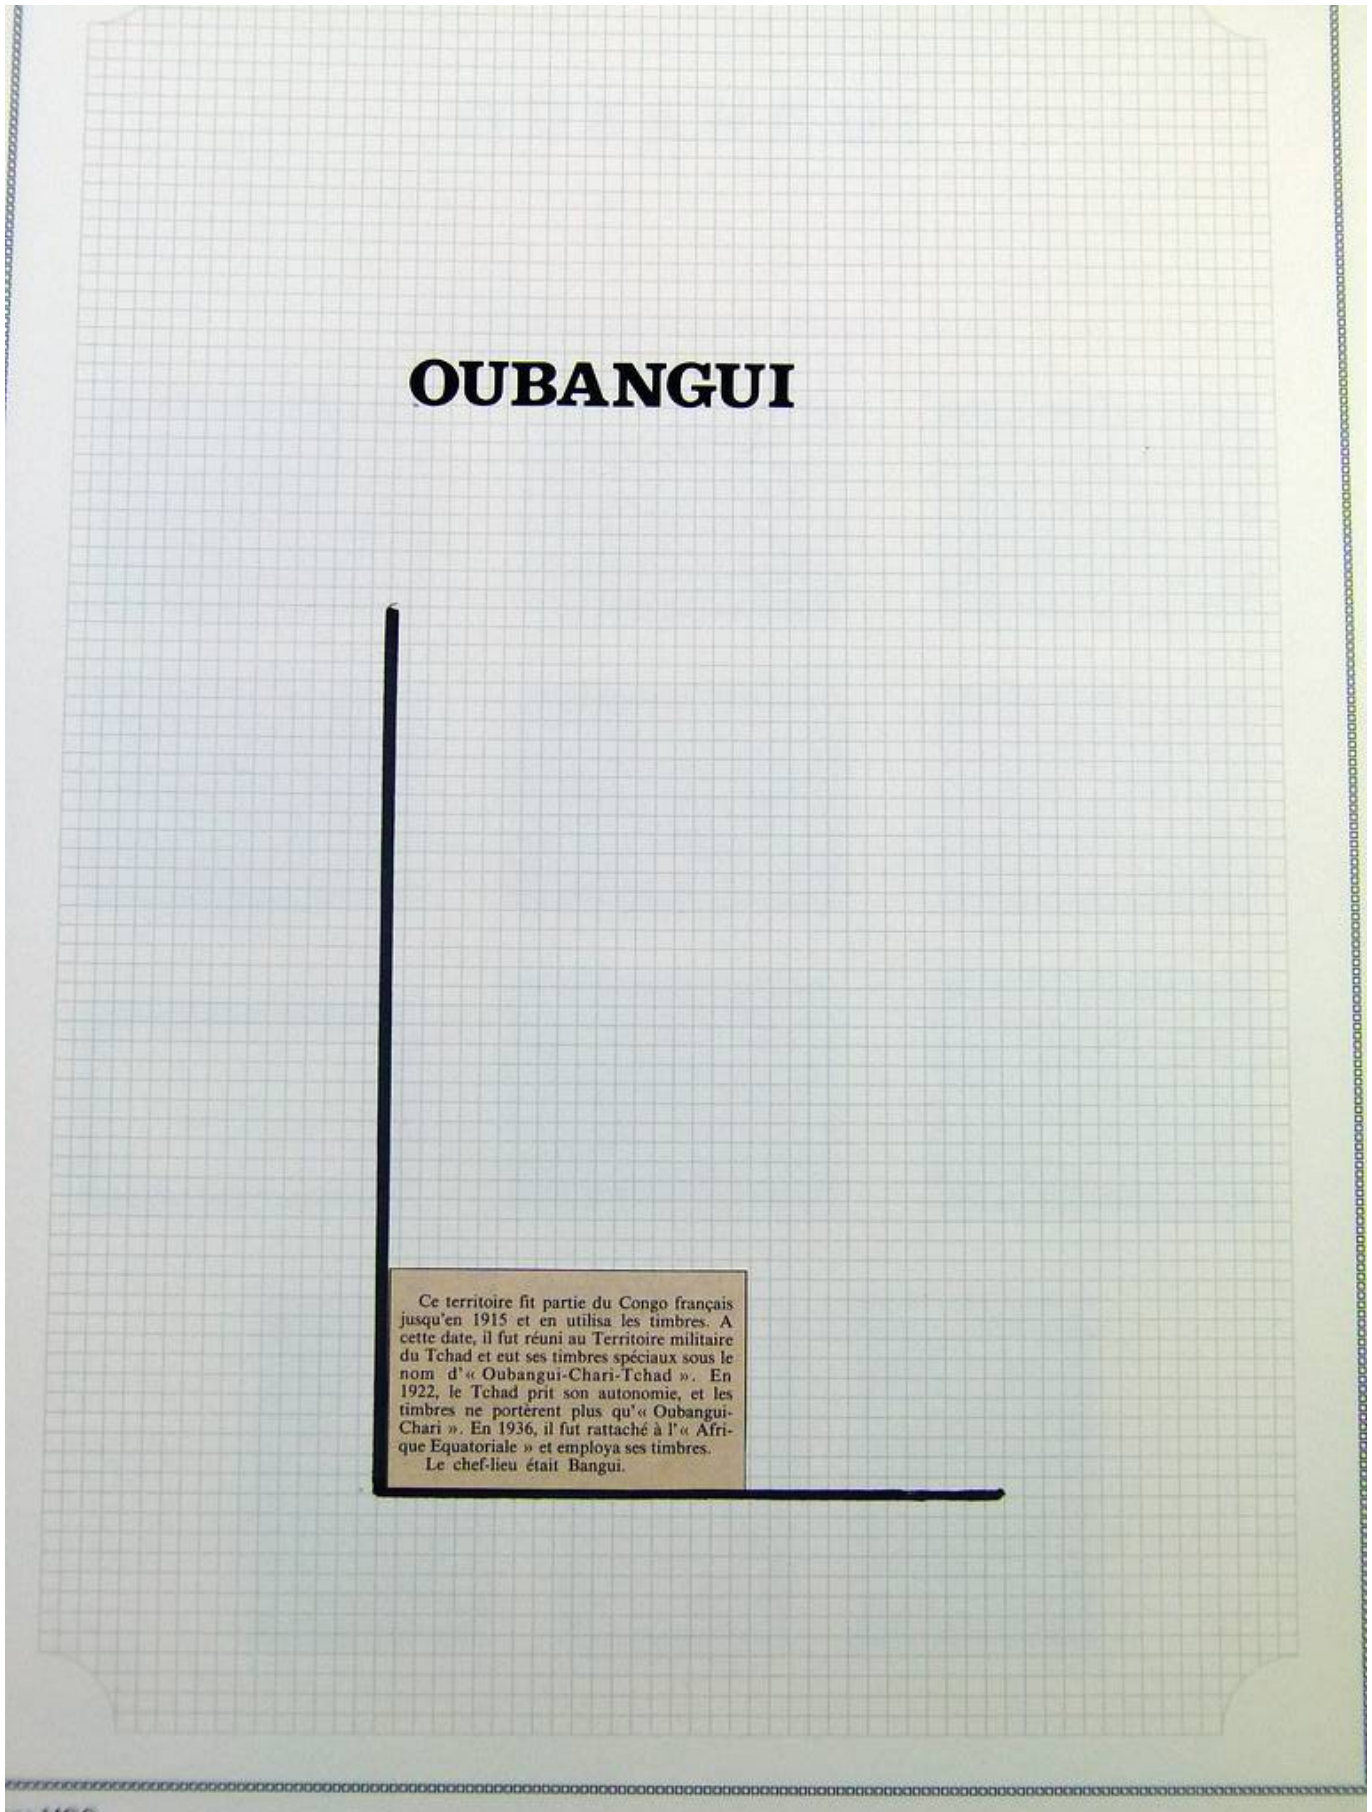 OUBANGUI
Ce territoire fit partie du Congo français
jusqu'en 1915 et en utilisa les timbres. A
cette date, il fut réuni au Territoire militaire
du Tchad et eut ses timbres spéciaux sous le
nom d'« Oubangui-Chari-Tchad ». En
1922, le Tchad prit son autonomie, et les
timbres ne portèrent plus qu'« Oubangui-
Chari ». En 1936, il fut rattaché à l'« Afri-
que Equatoriale » et employa ses timbres.
Le chef-lieu était Bangui.